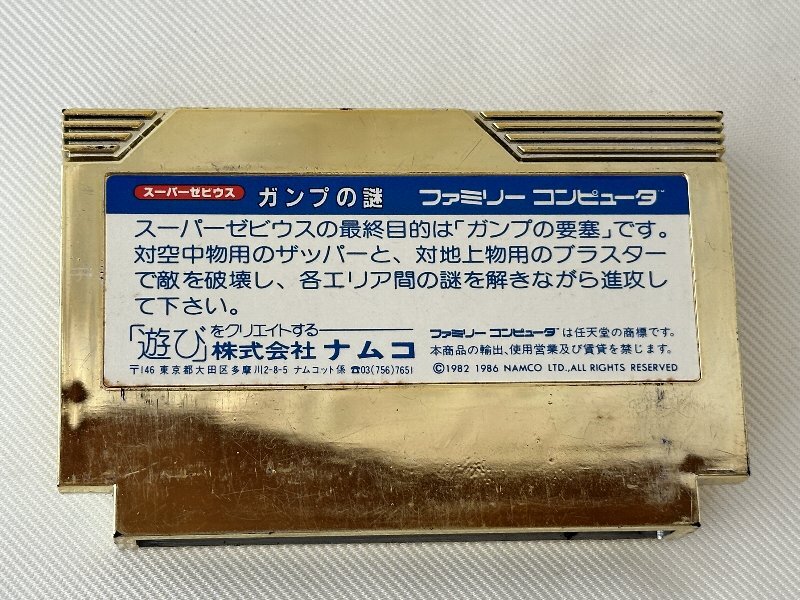 スーパーゼビウス ガンプの謎 ファミリー コンピュータ™
スーパーゼビウスの最終目的は「ガンプの要塞」です。
対空中物用のザッパーと、対地上物用のブラスター
で敵を破壊し、各エリア間の謎を解きながら進攻し
て下さい。
「遊び」をクリエイトする
株式会社 ナムコ
〒146 東京都大田区多摩川2-8-5 ナムコット係 ☎03(756)7651
ファミリー コンピュータ™は任天堂の商標です。
本商品の輸出、使用営業及び賃貸を禁じます。
©1982 1986 NAMCO LTD.,ALL RIGHTS RESERVED